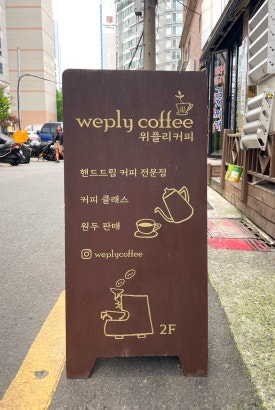 weply coffee
위플리커피
핸드드립 커피 전문점
커피 클래스
원두 판매
weplycoffee
2F